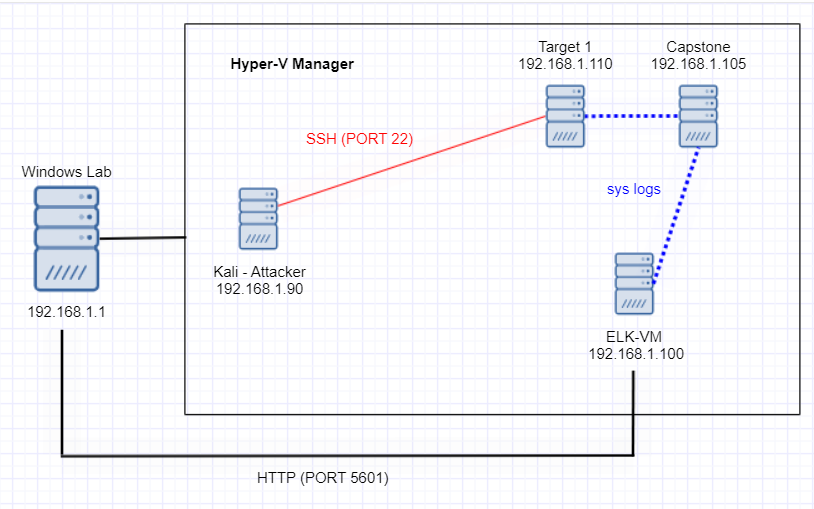 Hyper-V Manager
Target 1
192.168.1.110
Capstone
192.168.1.105
SSH (PORT 22)
Windows Lab
192.168.1.1
sys logs
Kali - Attacker
192.168.1.90
ELK-VM
192.168.1.100
HTTP (PORT 5601)